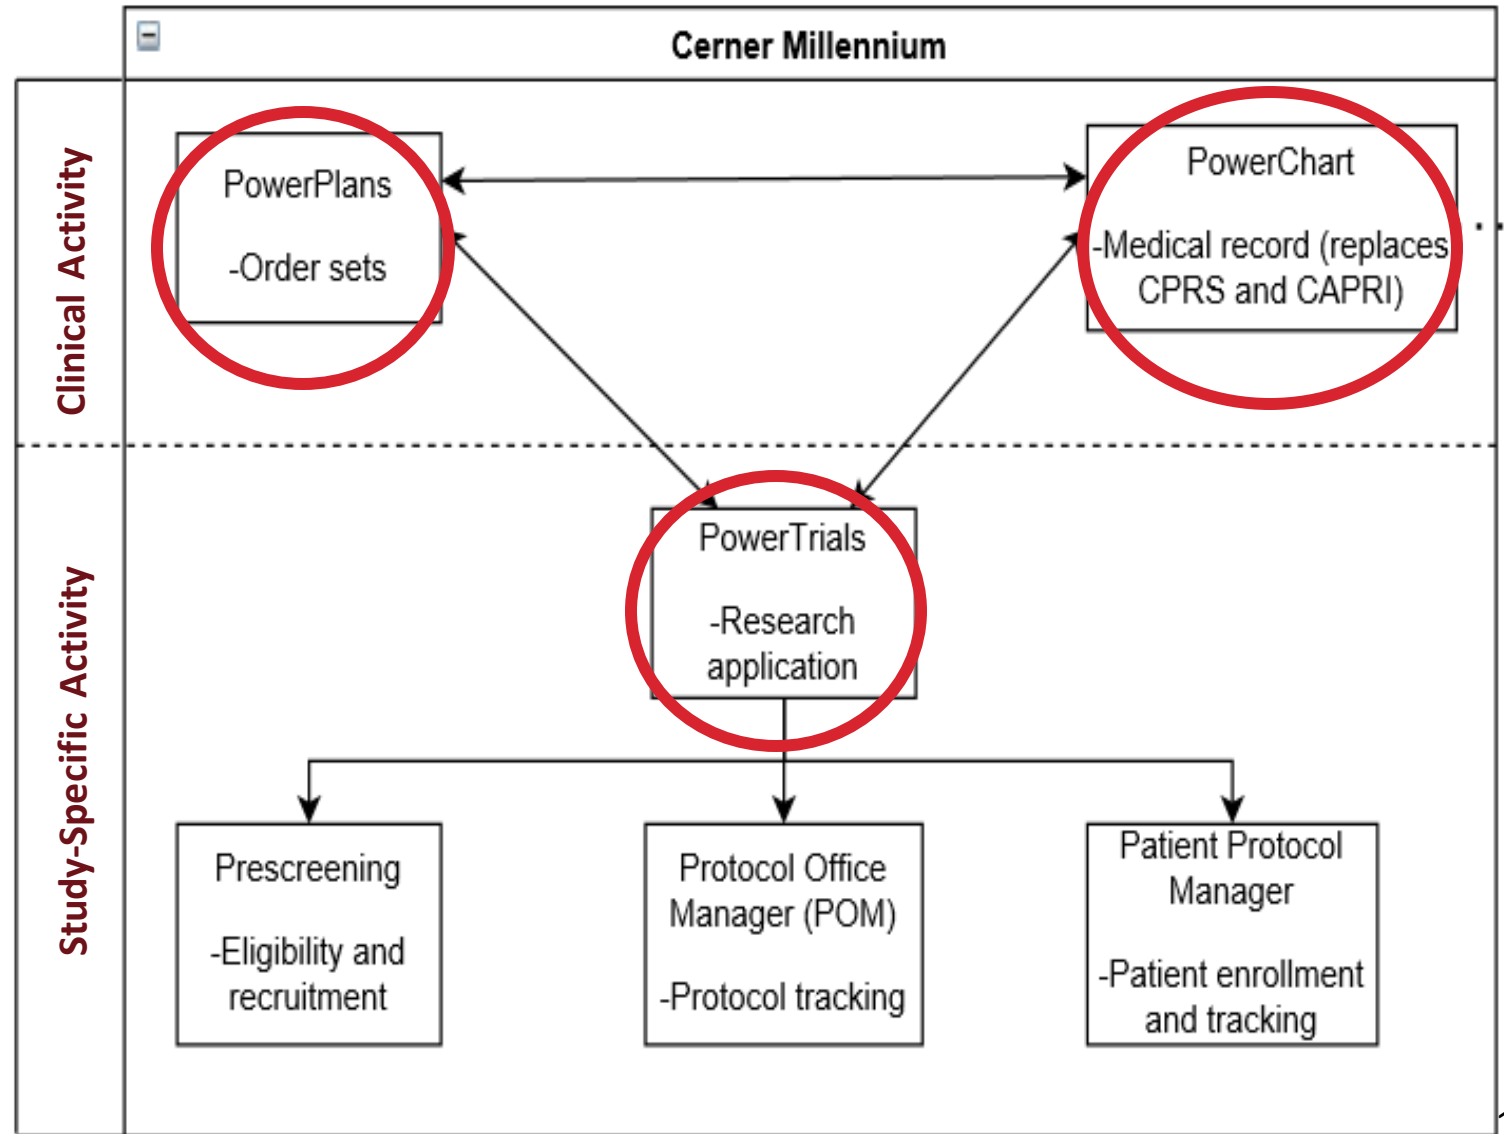 Cerner Millennium
Clinical Activity
PowerPlans
-Order sets
PowerChart
-Medical record (replaces
CPRS and CAPRI)
Study-Specific Activity
PowerTrials
-Research
application
Prescreening
-Eligibility and
recruitment
Protocol Office
Manager (POM)
-Protocol tracking
Patient Protocol
Manager
-Patient enrollment
and tracking